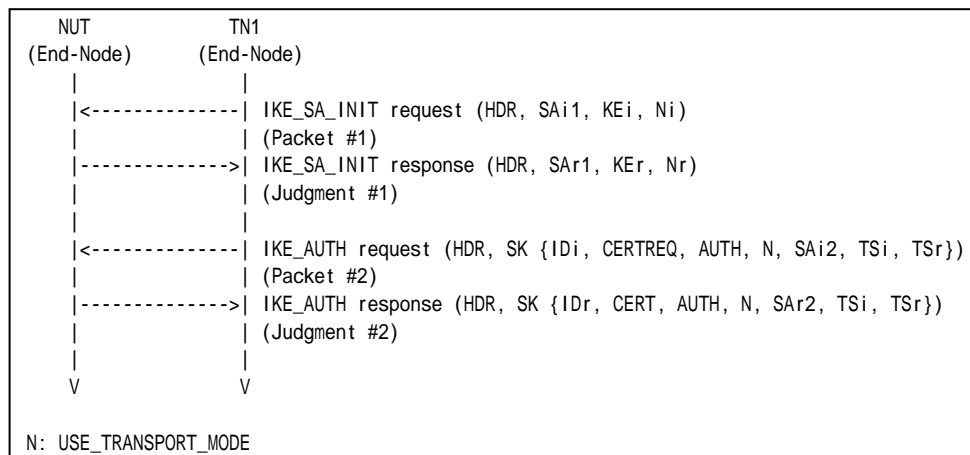 NUT TN1
(End-Node) (End-Node)
| |
|<--------------| IKE_SA_INIT request (HDR, SAi1, KEi, Ni)
| | (Packet #1)
|-------------->| IKE_SA_INIT response (HDR, SAr1, KEr, Nr)
| | (Judgment #1)
| |
|<--------------| IKE_AUTH request (HDR, SK {IDi, CERTREQ, AUTH, N, SAi2, TSi, TSr})
| | (Packet #2)
|-------------->| IKE_AUTH response (HDR, SK {IDr, CERT, AUTH, N, SAr2, TSi, TSr})
| | (Judgment #2)
| |
V V
N: USE_TRANSPORT_MODE